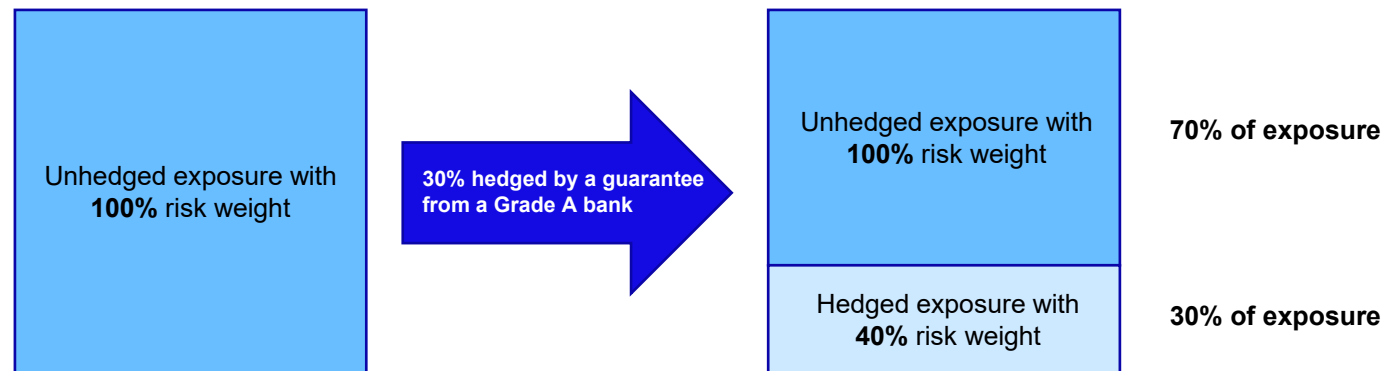 Unhedged exposure with
100% risk weight
30% hedged by a guarantee
from a Grade A bank
Unhedged exposure with
100% risk weight
70% of exposure
Hedged exposure with
40% risk weight
30% of exposure